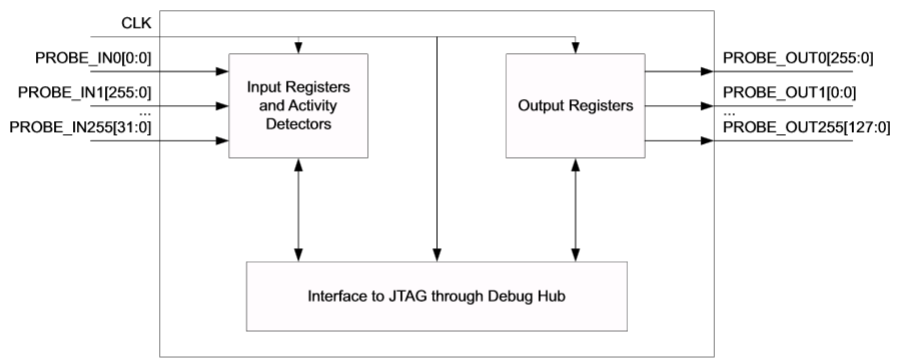 CLK
PROBE_IN0[0:0]
PROBE_IN1[255:0]
...
PROBE_IN255[31:0]
Input Registers
and Activity
Detectors
Output Registers
PROBE_OUT0[255:0]
PROBE_OUT1[0:0]
...
PROBE_OUT255[127:0]
Interface to JTAG through Debug Hub